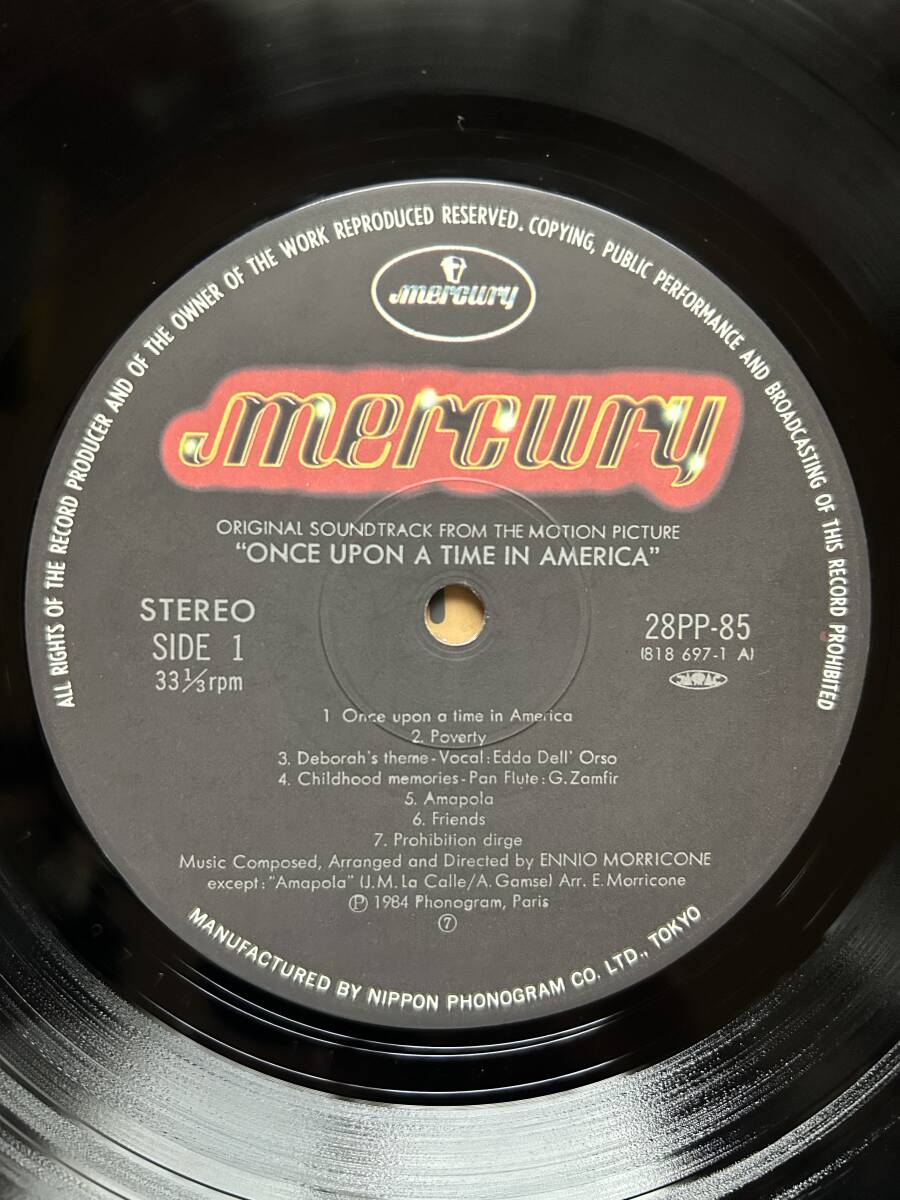 ALL RIGHTS OF THE RECORD PRODUCER AND OF THE OWNER OF THE WORK REPRODUCED RESERVED. COPYING, PUBLIC PERFORMANCE AND BROADCASTING OF THIS RECORD PROHIBITED
mercury
mercury
ORIGINAL SOUNDTRACK FROM THE MOTION PICTURE
"ONCE UPON A TIME IN AMERICA"
STEREO
SIDE 1
33⅓rpm
28PP-85
(818 697-1 A)
JASRAC
1 Once upon a time in America
2. Poverty
3. Deborah's theme-Vocal: Edda Dell' Orso
4. Childhood memories-Pan Flute: G. Zamfir
5. Amapola
6. Friends
7. Prohibition dirge
Music Composed, Arranged and Directed by ENNIO MORRICONE
except: "Amapola" (J.M. La Calle/A. Gamse) Arr. E. Morricone
Ⓟ 1984 Phonogram, Paris
⑦
MANUFACTURED BY NIPPON PHONOGRAM CO. LTD., TOKYO